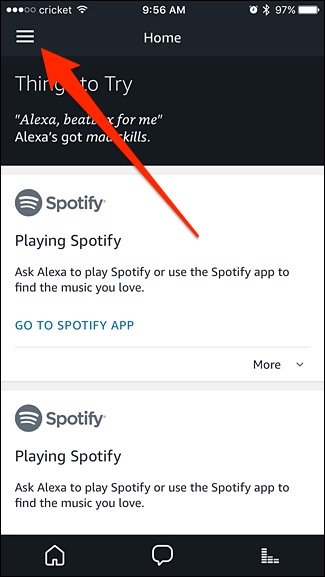 cricket 9:56 AM 97%
Home
Things to Try
"Alexa, beatbox for me"
Alexa's got mad skills.
Spotify
Playing Spotify
Ask Alexa to play Spotify or use the Spotify app to
find the music you love.
GO TO SPOTIFY APP
More
Spotify
Playing Spotify
Ask Alexa to play Spotify or use the Spotify app to
find the music you love.